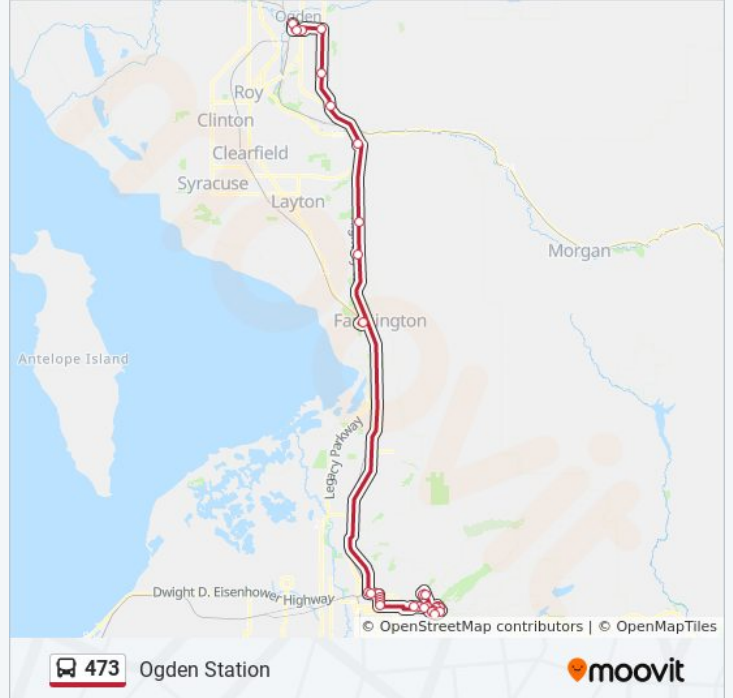 Ogden
Roy
Clinton
Clearfield
Syracuse
Layton
Morgan
Antelope Island
Legacy Parkway
Dwight D. Eisenhower Highway
© OpenStreetMap contributors | © OpenMapTiles
473 Ogden Station
moovit